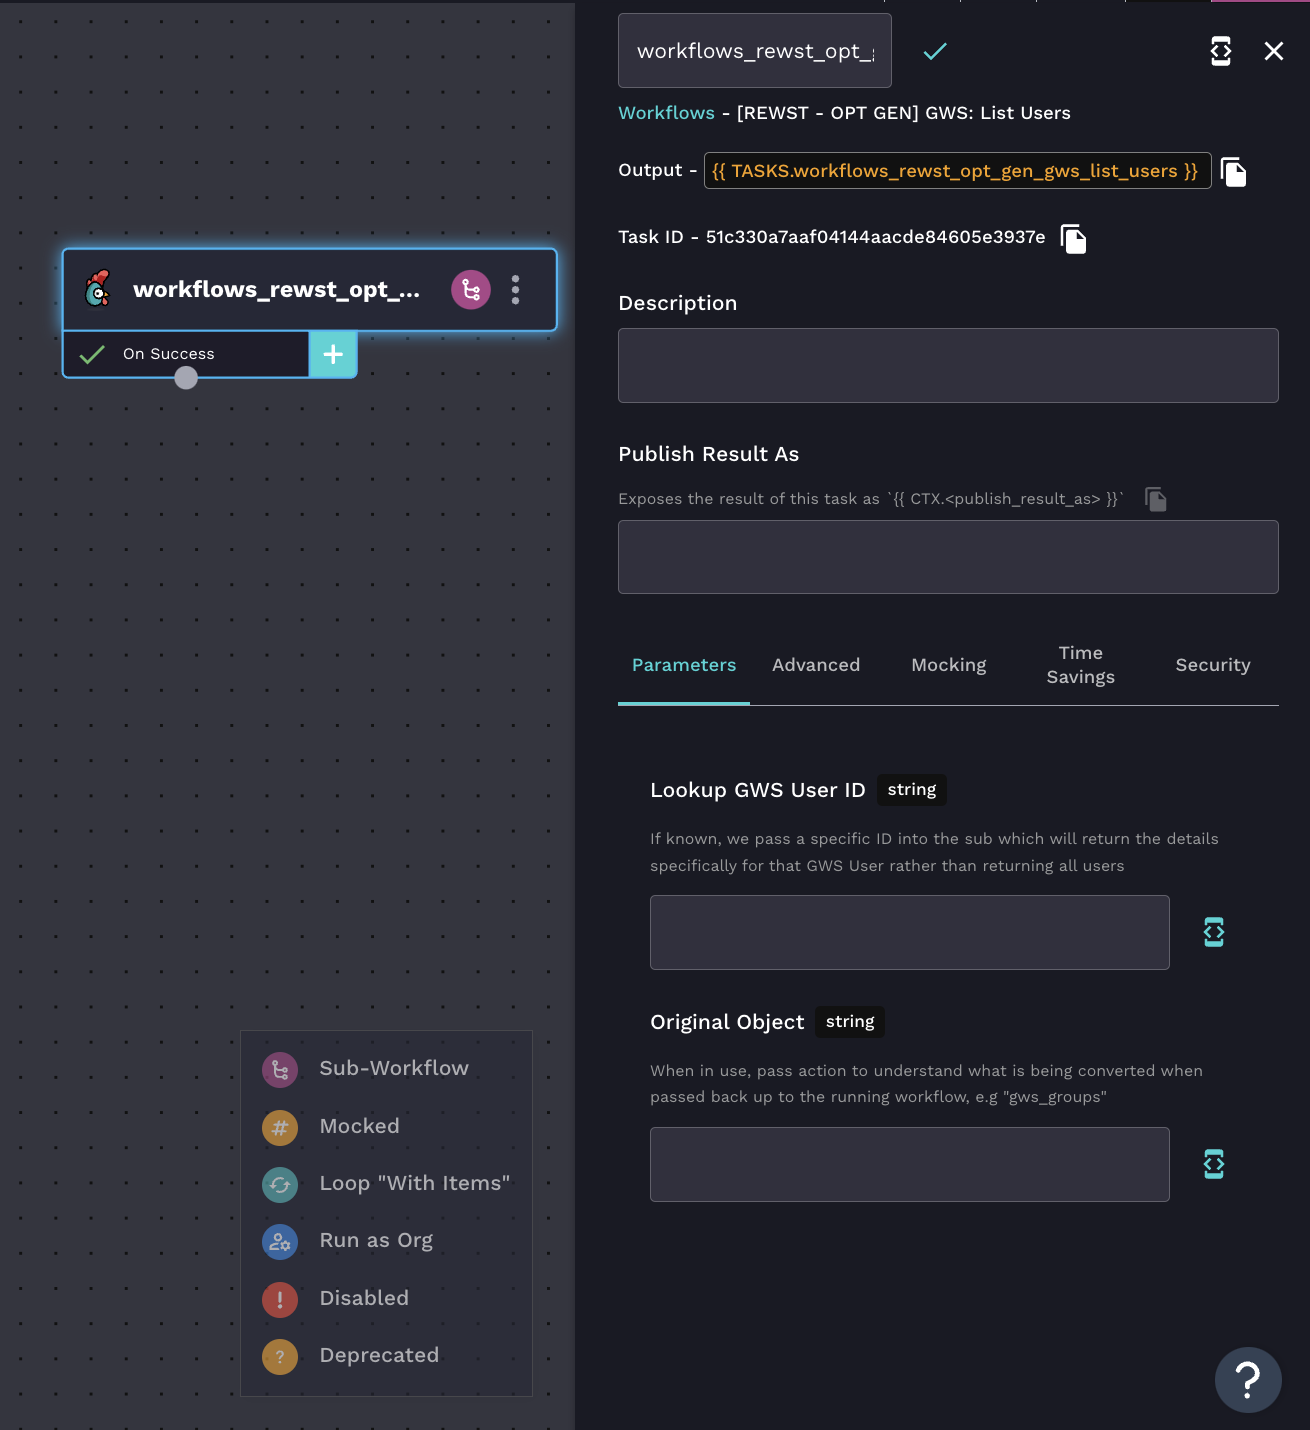 workflows_rewst_opt_
Workflows - [REWST - OPT GEN] GWS: List Users
Output - {{ TASKS.workflows_rewst_opt_gen_gws_list_users }}
Task ID - 51c330a7aaf04144aacde84605e3937e
workflows_rewst_opt_...
On Success
Description
Publish Result As
Exposes the result of this task as `{{ CTX.<publish_result_as> }}`
Parameters
Advanced
Mocking
Time
Savings
Security
Lookup GWS User ID string
If known, we pass a specific ID into the sub which will return the details
specifically for that GWS User rather than returning all users
Original Object string
When in use, pass action to understand what is being converted when
passed back up to the running workflow, e.g "gws_groups"
Sub-Workflow
# Mocked
Loop "With Items"
Run as Org
! Disabled
? Deprecated
?